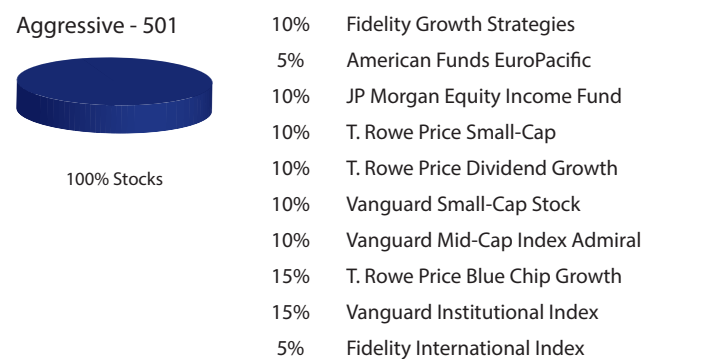 Aggressive - 501
100% Stocks
10% Fidelity Growth Strategies
5% American Funds EuroPacific
10% JP Morgan Equity Income Fund
10% T. Rowe Price Small-Cap
10% T. Rowe Price Dividend Growth
10% Vanguard Small-Cap Stock
10% Vanguard Mid-Cap Index Admiral
15% T. Rowe Price Blue Chip Growth
15% Vanguard Institutional Index
5% Fidelity International Index